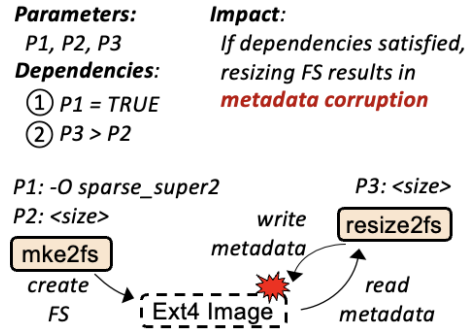 Parameters:
P1, P2, P3
Dependencies:
① P1 = TRUE
② P3 > P2
Impact:
If dependencies satisfied,
resizing FS results in
metadata corruption
P1: -O sparse_super2
P2: <size>
mke2fs
create
FS
P3: <size>
resize2fs
write
metadata
read
metadata
Ext4 Image